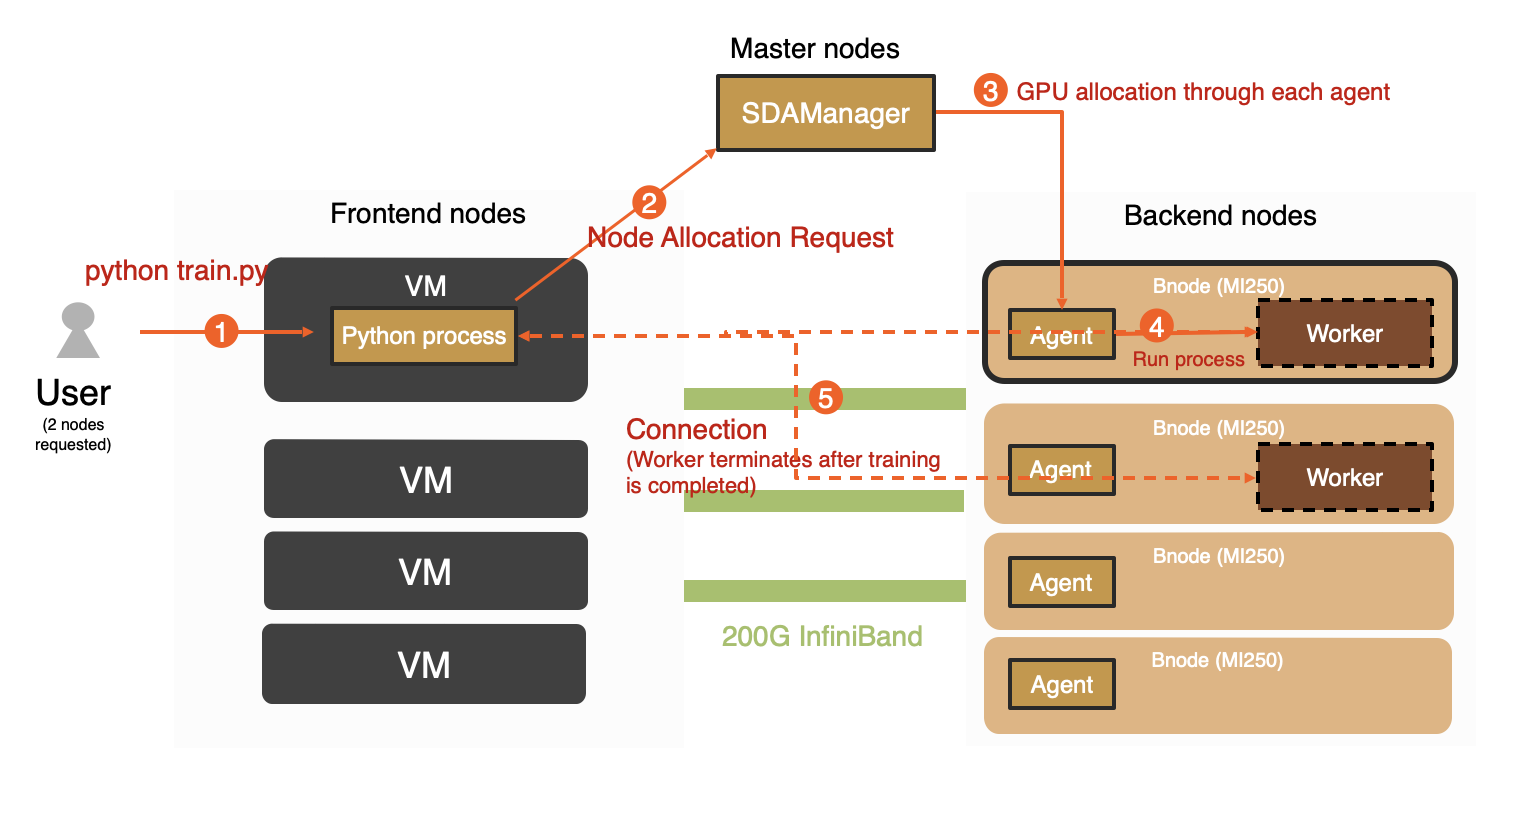 Master nodes
SDAManager
3
GPU allocation through each agent
2
Node Allocation Request
Frontend nodes
Backend nodes
python train.py
1
User
(2 nodes
requested)
VM
Python process
VM
VM
VM
5
Connection
(Worker terminates after training
is completed)
200G InfiniBand
Bnode (MI250)
Agent
4
Run process
Worker
Bnode (MI250)
Agent
Worker
Bnode (MI250)
Agent
Bnode (MI250)
Agent